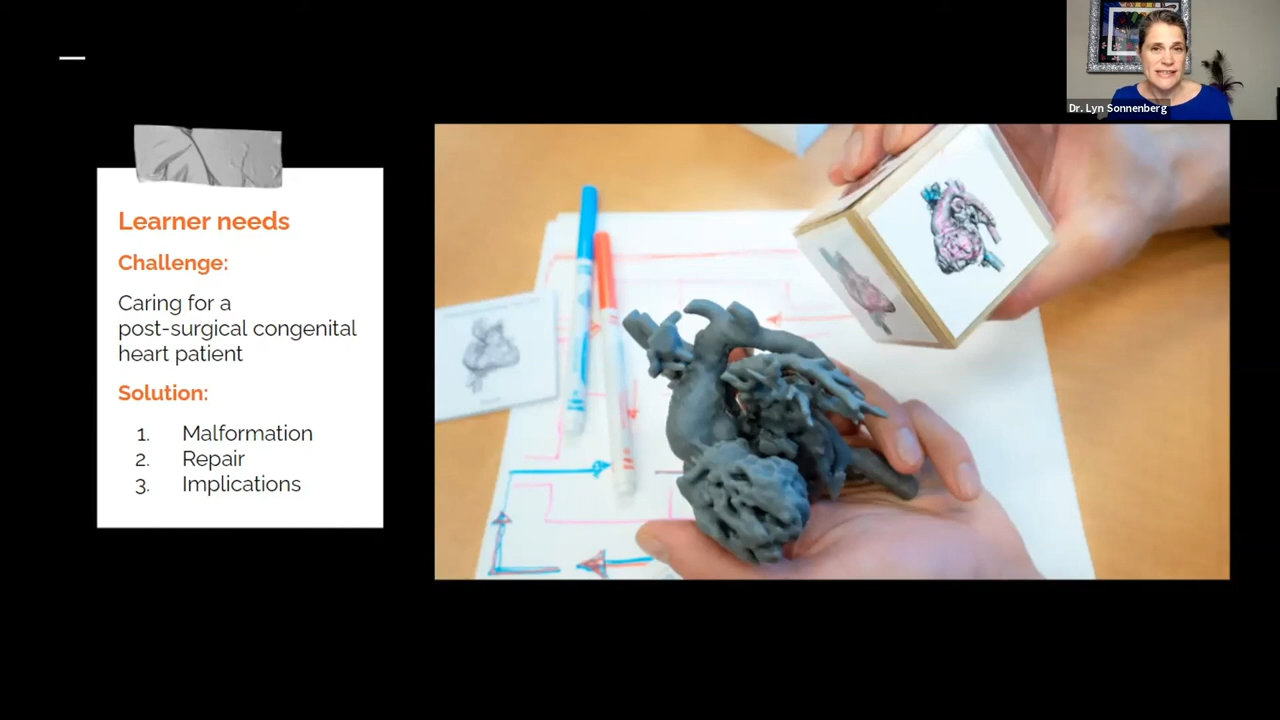 Dr. Lyn Sonnenberg
Learner needs
Challenge:
Caring for a
post-surgical congenital
heart patient
Solution:
1. Malformation
2. Repair
3. Implications